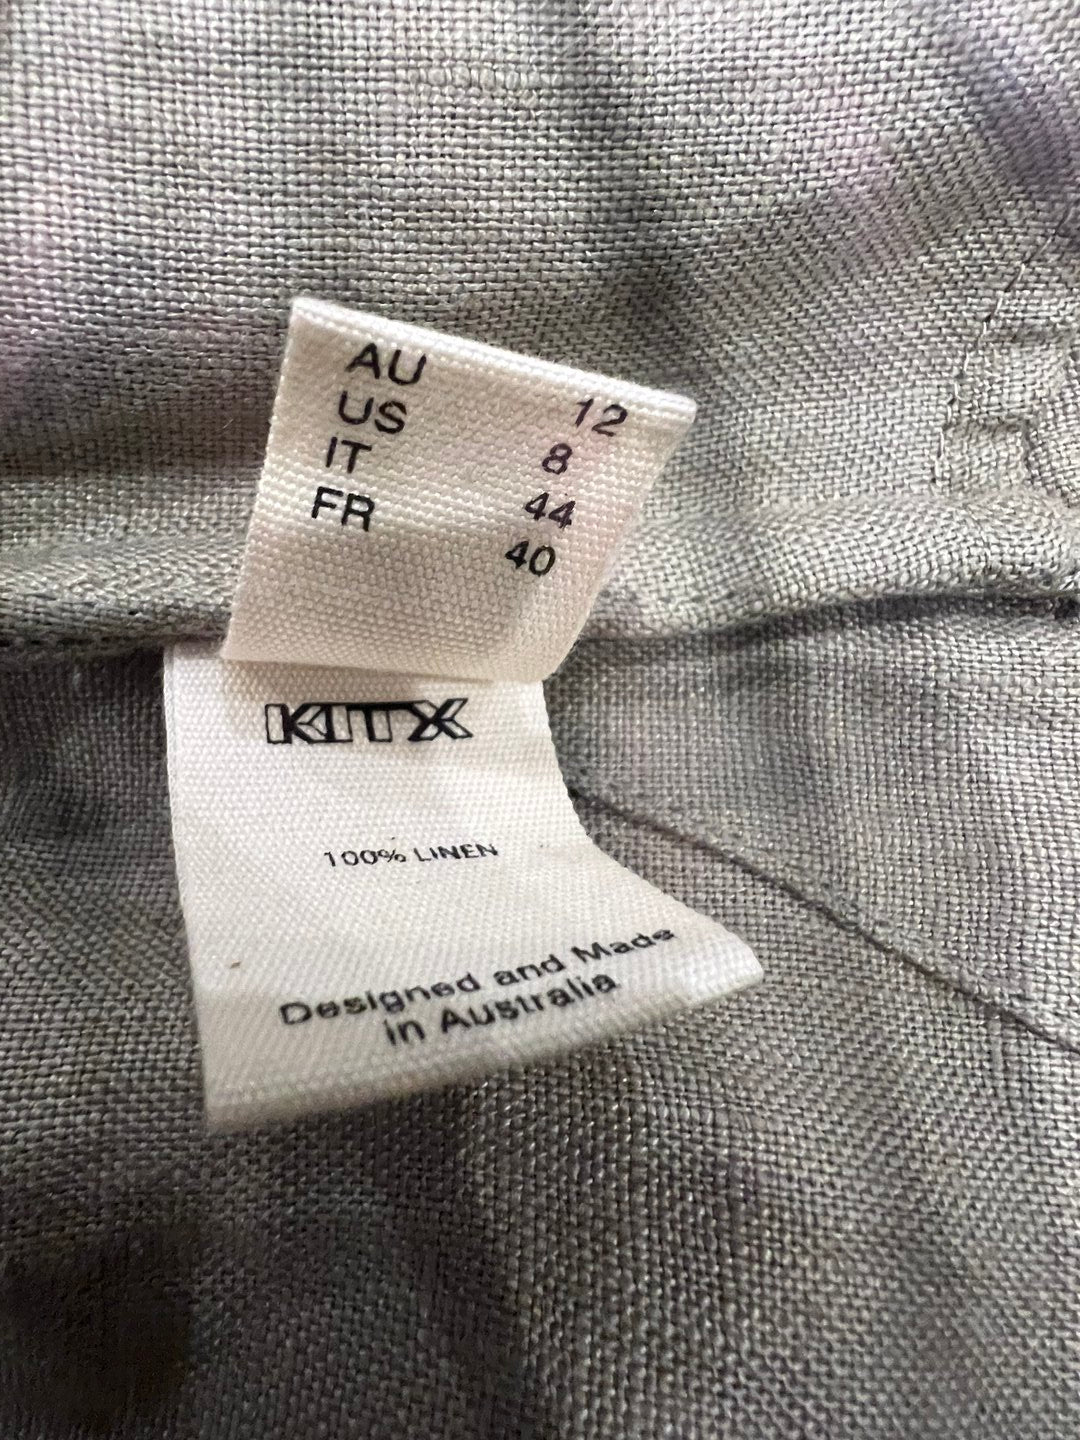 AU 12
US 8
IT 44
FR 40
KITX
100% LINEN
Designed and Made
in Australia